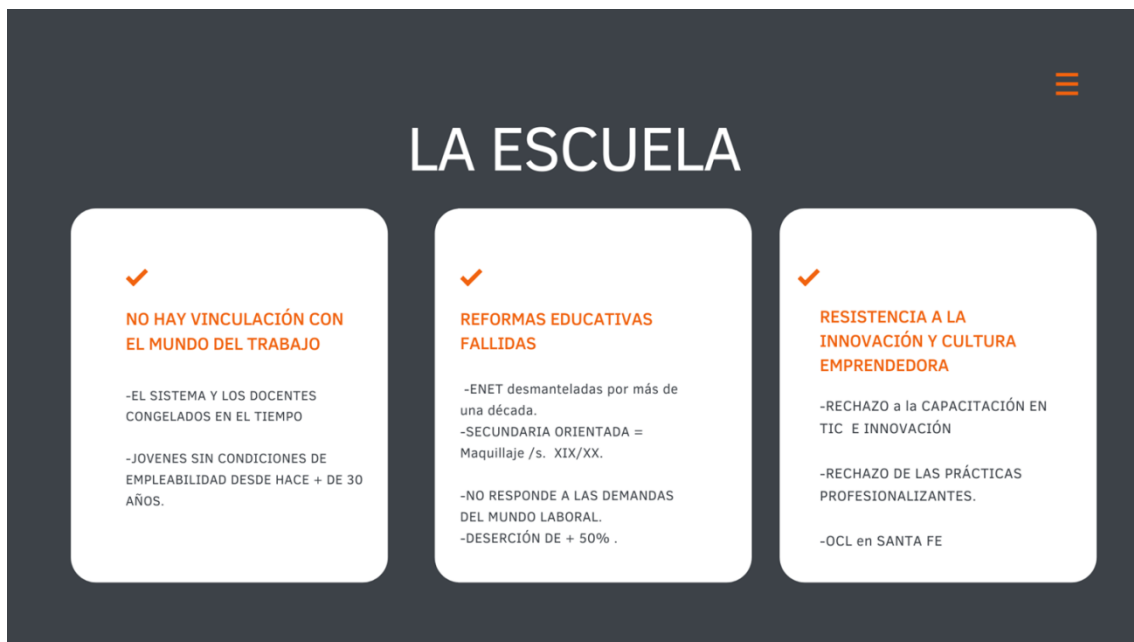 LA ESCUELA
NO HAY VINCULACIÓN CON
EL MUNDO DEL TRABAJO
-EL SISTEMA Y LOS DOCENTES
CONGELADOS EN EL TIEMPO
-JOVENES SIN CONDICIONES DE
EMPLEABILIDAD DESDE HACE + DE 30
AÑOS.
REFORMAS EDUCATIVAS
FALLIDAS
-ENET desmanteladas por más de
una década.
-SECUNDARIA ORIENTADA =
Maquillaje /s. XIX/XX.
-NO RESPONDE A LAS DEMANDAS
DEL MUNDO LABORAL.
-DESERCIÓN DE + 50% .
RESISTENCIA A LA
INNOVACIÓN Y CULTURA
EMPRENDEDORA
-RECHAZO a la CAPACITACIÓN EN
TIC E INNOVACIÓN
-RECHAZO DE LAS PRÁCTICAS
PROFESIONALIZANTES.
-OCL en SANTA FE